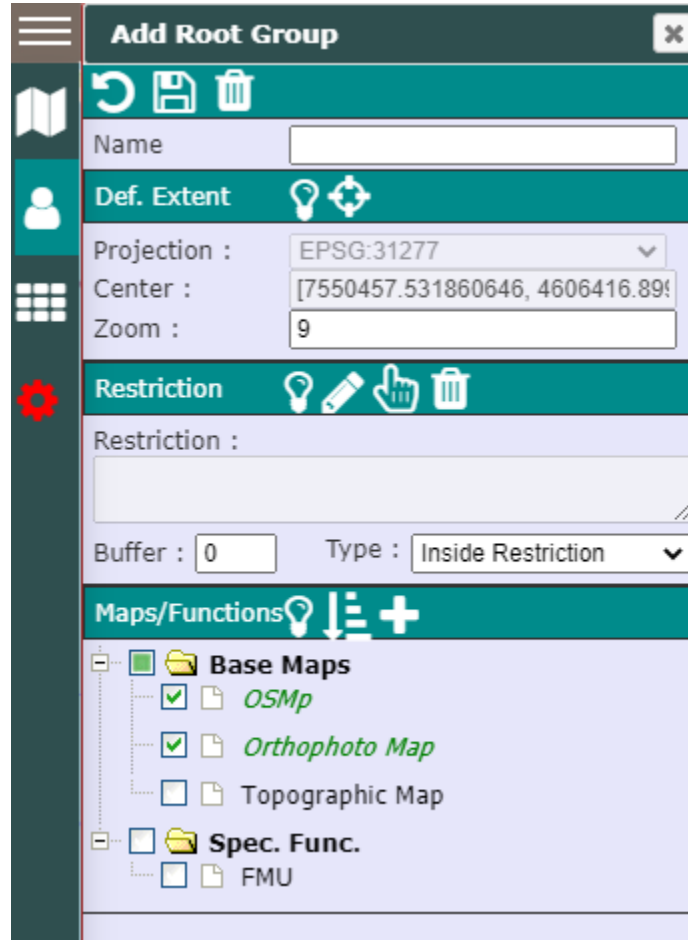 Add Root Group
Name
Def. Extent
Projection : EPSG:31277
Center : [7550457.531860646, 4606416.899
Zoom : 9
Restriction
Restriction :
Buffer : 0 Type : Inside Restriction
Maps/Functions
Base Maps
OSMp
Orthophoto Map
Topographic Map
Spec. Func.
FMU